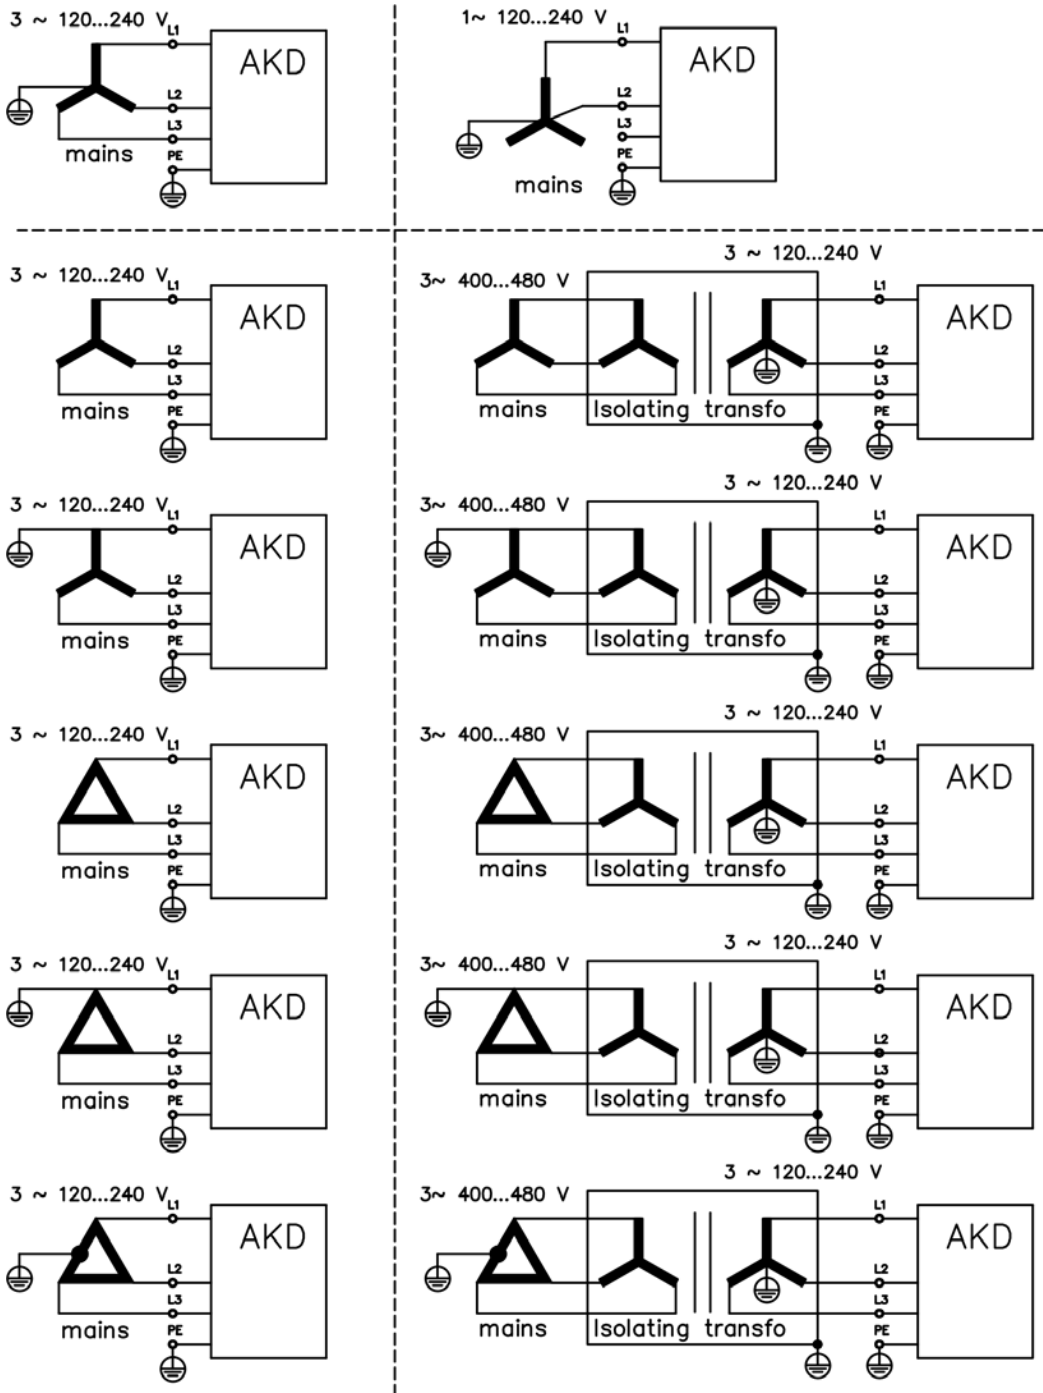 3 ~ 120...240 V
L1
AKD
L2
L3
mains
PE
1~ 120...240 V
L1
AKD
L2
L3
PE
mains
3 ~ 120...240 V
L1
AKD
L2
L3
mains
PE
3 ~ 120...240 V
3~ 400...480 V
L1
AKD
L2
L3
mains Isolating transfo
PE
3 ~ 120...240 V
L1
AKD
L2
L3
mains
PE
3 ~ 120...240 V
3~ 400...480 V
L1
AKD
L2
L3
mains Isolating transfo
PE
3 ~ 120...240 V
L1
AKD
L2
L3
mains
PE
3 ~ 120...240 V
3~ 400...480 V
L1
AKD
L2
L3
mains Isolating transfo
PE
3 ~ 120...240 V
L1
AKD
L2
L3
mains
PE
3 ~ 120...240 V
3~ 400...480 V
L1
AKD
L2
L3
mains Isolating transfo
PE
3 ~ 120...240 V
L1
AKD
L2
L3
mains
PE
3 ~ 120...240 V
3~ 400...480 V
L1
AKD
L2
L3
mains Isolating transfo
PE